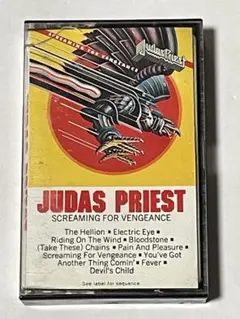 SCREAMING FOR VENGEANCE
Judas Priest
JUDAS PRIEST
SCREAMING FOR VENGEANCE
The Hellion ▪ Electric Eye ▪
Riding On The Wind ▪ Bloodstone ▪
(Take These) Chains ▪ Pain And Pleasure ▪
Screaming For Vengeance ▪ You've Got
Another Thing Comin' ▪ Fever ▪
Devil's Child
See label for sequence